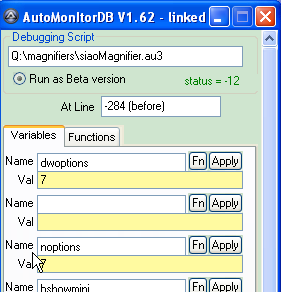 AutoMonitorDB V1.62 - linked
Debugging Script
Q:\magnifiers\siaoMagnifier.au3
Run as Beta version
status = -12
At Line
-284 (before)
Variables Functions
Name dwoptions Fn Apply
Val 7
Name Fn Apply
Val
Name noptions Fn Apply
Val 7
Name bshowmini Fn Apply